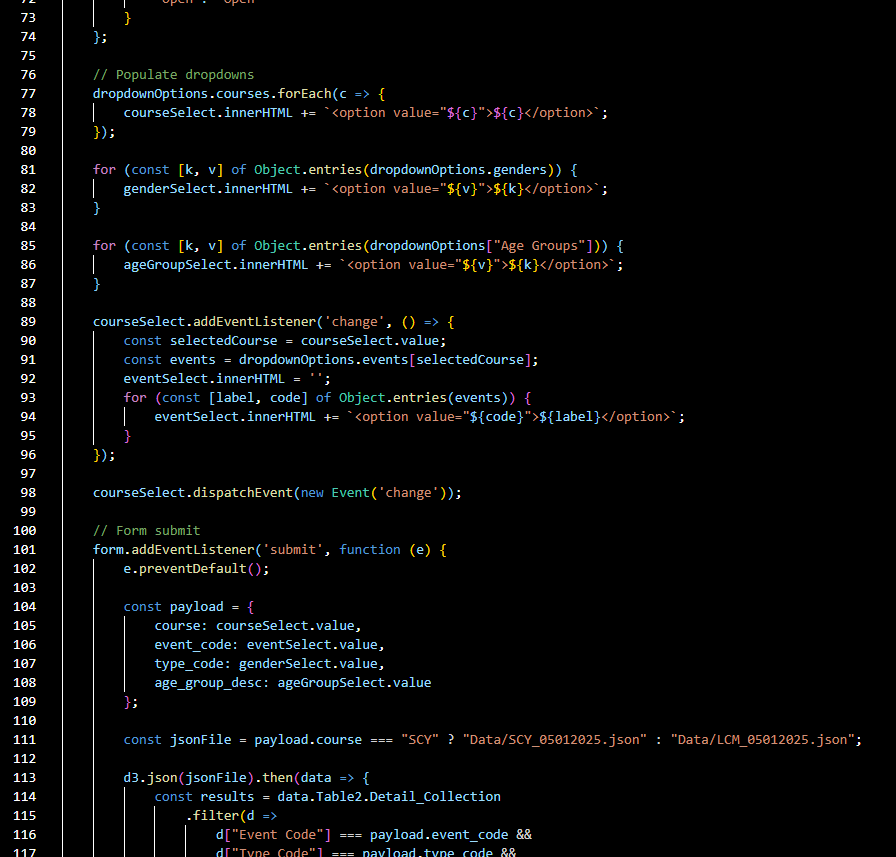 72 "open": "open"
73 }
74 };
75
76 // Populate dropdowns
77 dropdownOptions.courses.forEach(c => {
78 courseSelect.innerHTML += `<option value="${c}">${c}</option>`;
79 });
80
81 for (const [k, v] of Object.entries(dropdownOptions.genders)) {
82 genderSelect.innerHTML += `<option value="${v}">${k}</option>`;
83 }
84
85 for (const [k, v] of Object.entries(dropdownOptions["Age Groups"])) {
86 ageGroupSelect.innerHTML += `<option value="${v}">${k}</option>`;
87 }
88
89 courseSelect.addEventListener('change', () => {
90 const selectedCourse = courseSelect.value;
91 const events = dropdownOptions.events[selectedCourse];
92 eventSelect.innerHTML = '';
93 for (const [label, code] of Object.entries(events)) {
94 eventSelect.innerHTML += `<option value="${code}">${label}</option>`;
95 }
96 });
97
98 courseSelect.dispatchEvent(new Event('change'));
99
100 // Form submit
101 form.addEventListener('submit', function (e) {
102 e.preventDefault();
103
104 const payload = {
105 course: courseSelect.value,
106 event_code: eventSelect.value,
107 type_code: genderSelect.value,
108 age_group_desc: ageGroupSelect.value
109 };
110
111 const jsonFile = payload.course === "SCY" ? "Data/SCY_05012025.json" : "Data/LCM_05012025.json";
112
113 d3.json(jsonFile).then(data => {
114 const results = data.Table2.Detail_Collection
115 .filter(d =>
116 d["Event Code"] === payload.event_code &&
117 d["Type Code"] === payload.type_code &&